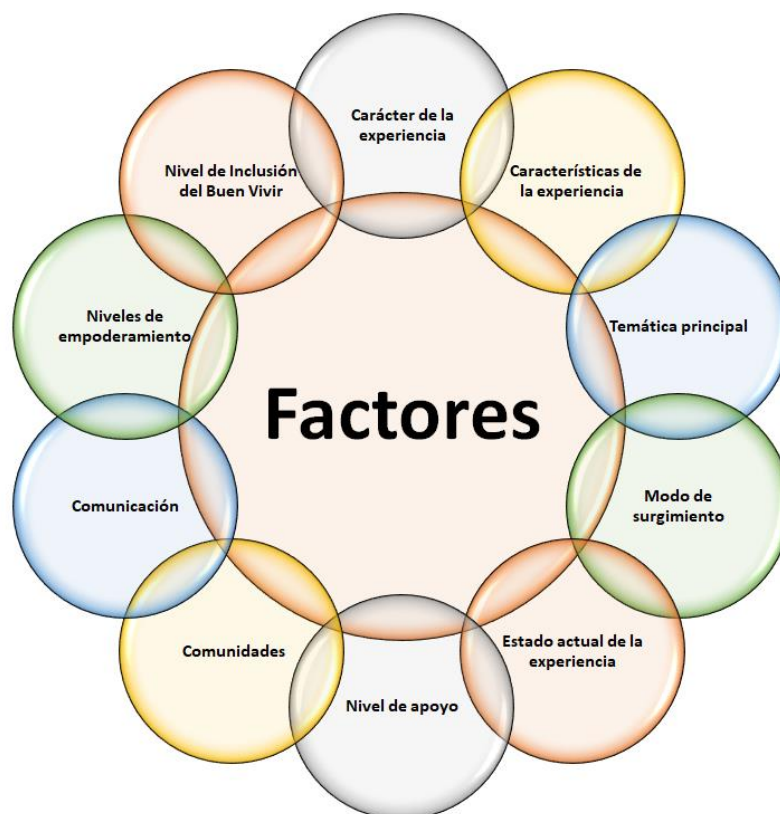 Carácter de la
experiencia
Características de
la experiencia
Temática principal
Modo de
surgimiento
Estado actual de la
experiencia
Nivel de apoyo
Comunidades
Comunicación
Niveles de
empoderamiento
Nivel de Inclusión
del Buen Vivir
Factores